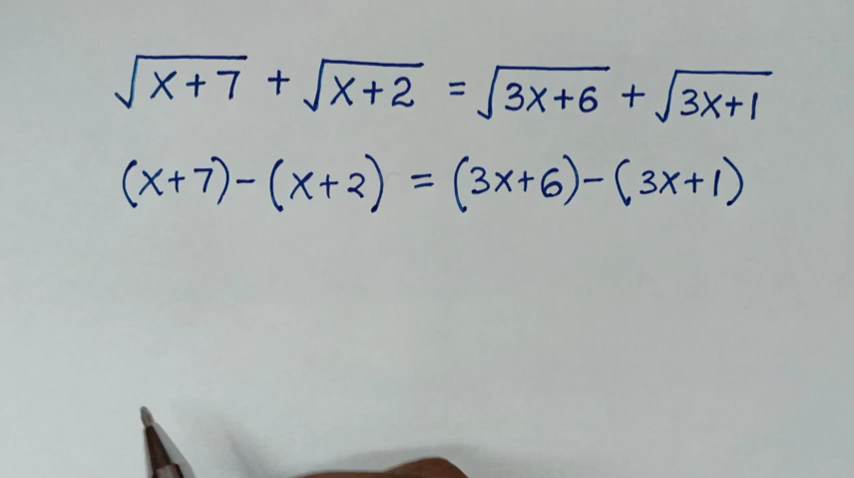 √(x+7) + √(x+2) = √(3x+6) + √(3x+1)
(x+7)-(x+2) = (3x+6)-(3x+1)